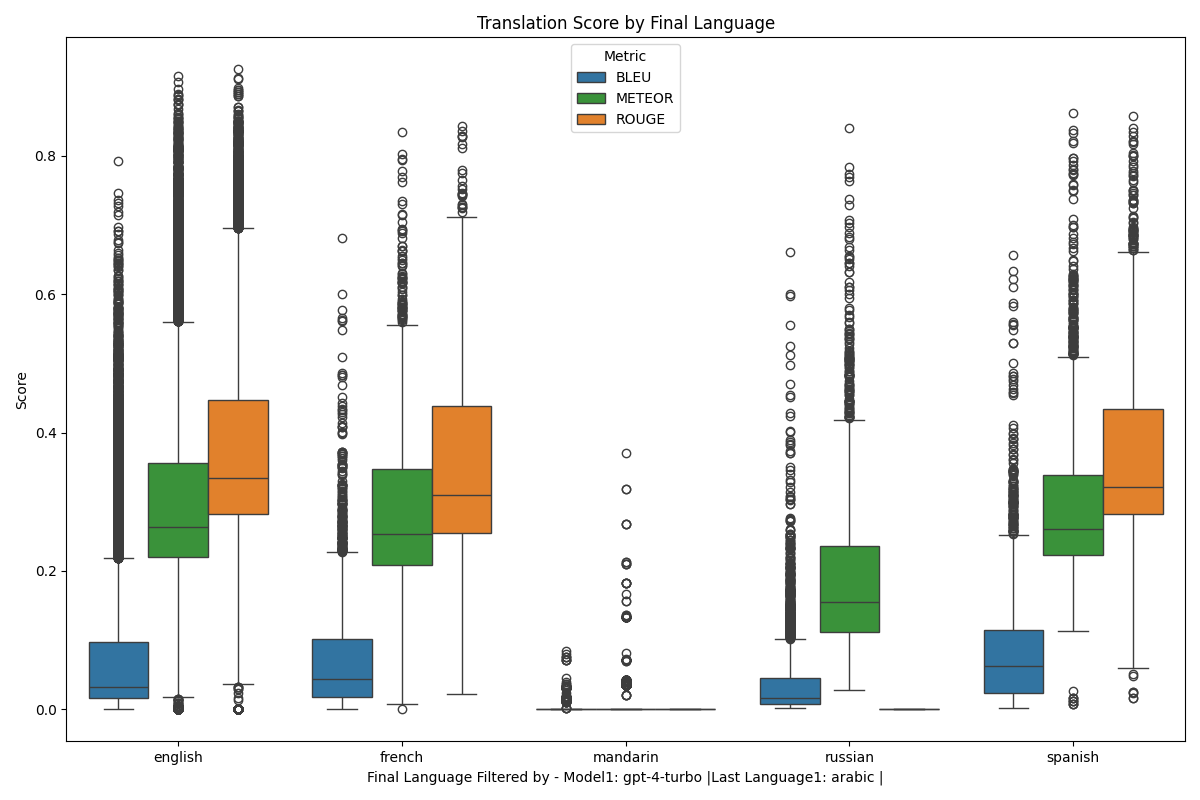 Translation Score by Final Language
Metric
BLEU
METEOR
ROUGE
Score
0.8
0.6
0.4
0.2
0.0
english
french
mandarin
russian
spanish
Final Language Filtered by - Model1: gpt-4-turbo |Last Language1: arabic |